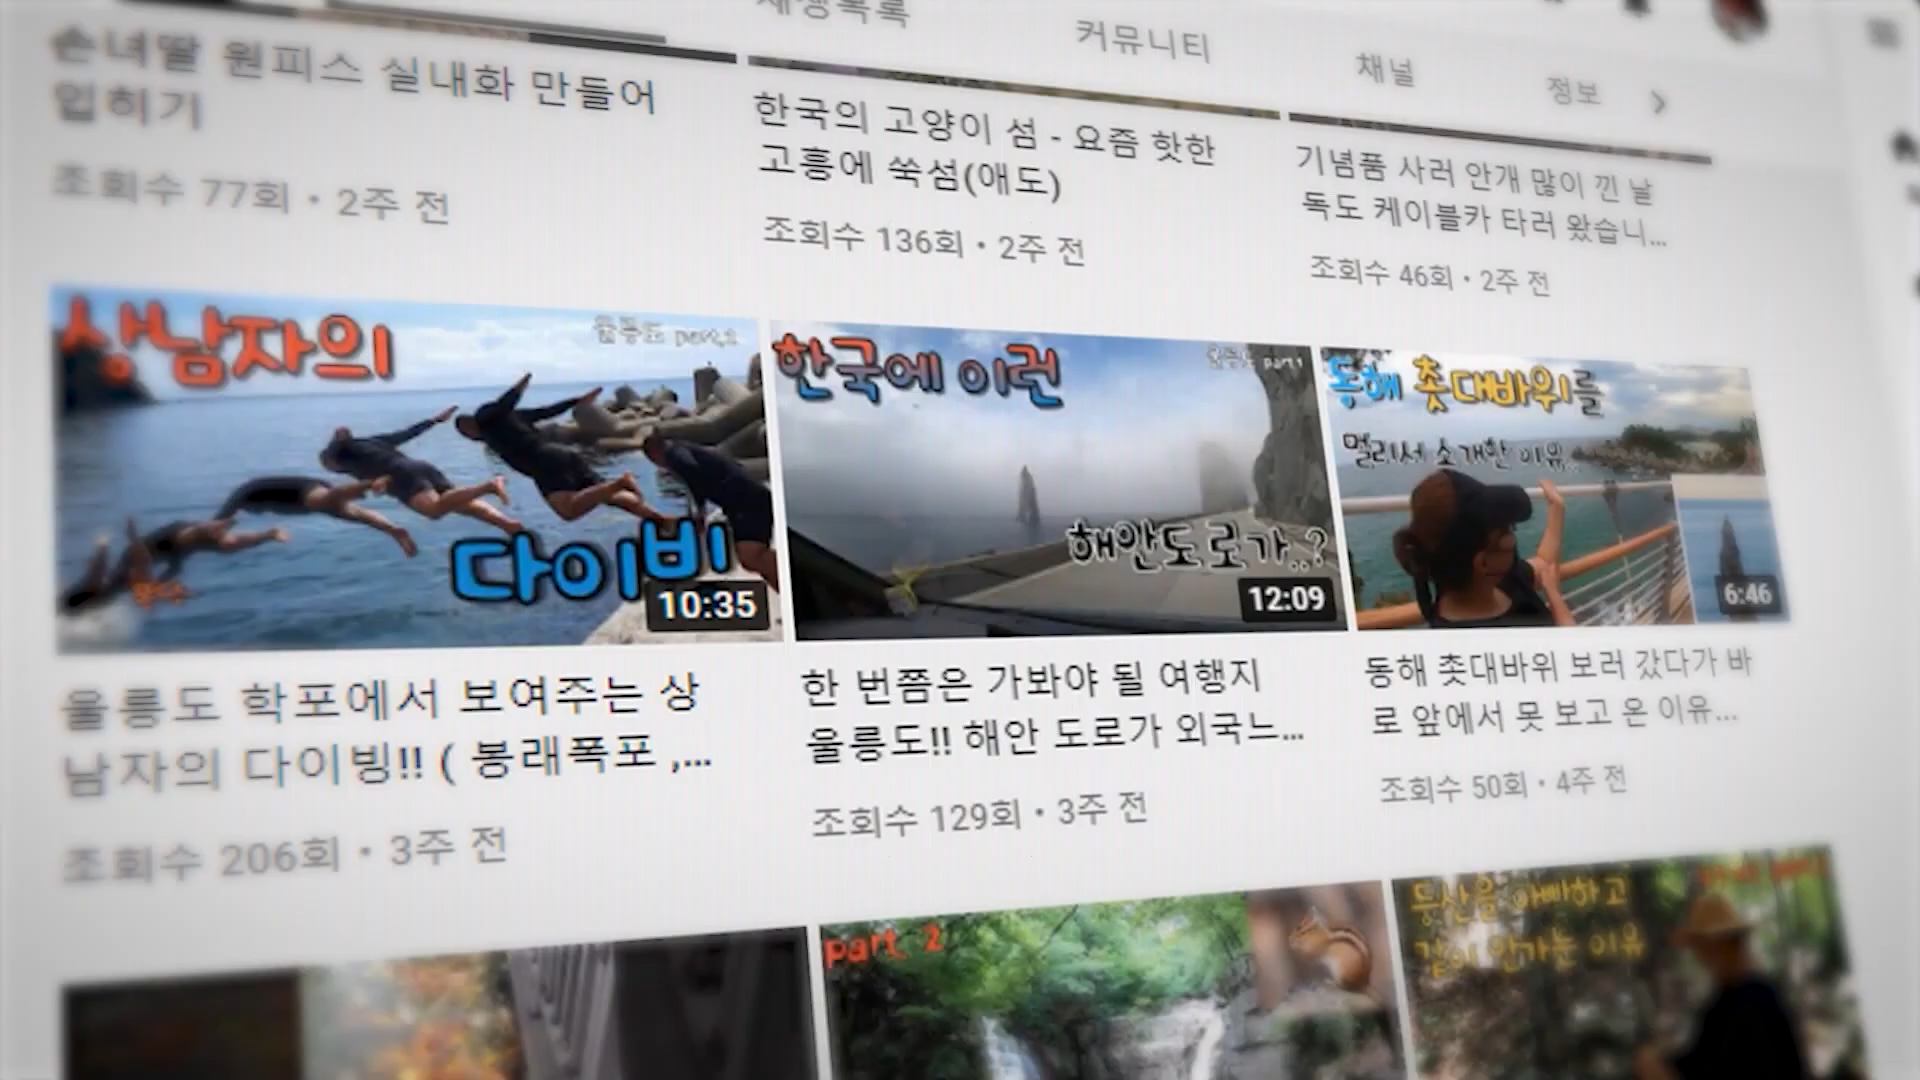 재생목록
커뮤니티
채널
정보
손녀딸 원피스 실내화 만들어
입히기
조회수 77회 • 2주 전
한국의 고양이 섬 - 요즘 핫한
고흥에 쑥섬(애도)
조회수 136회 • 2주 전
기념품 사러 안개 많이 낀 날
독도 케이블카 타러 왔습니...
조회수 46회 • 2주 전
상남자의
울릉도 part.2
다이비
10:35
한국에 이런
울릉도 part.1
해안도로가..?
12:09
동해 촛대바위를
멀리서 소개한 이유..
6:46
울릉도 학포에서 보여주는 상
남자의 다이빙!! ( 봉래폭포 ,...
조회수 206회 • 3주 전
한 번쯤은 가봐야 될 여행지
울릉도!! 해안 도로가 외국느...
조회수 129회 • 3주 전
동해 촛대바위 보러 갔다가 바
로 앞에서 못 보고 온 이유...
조회수 50회 • 4주 전
part. 2
등산을 아빠하고
같이 안가는 이유